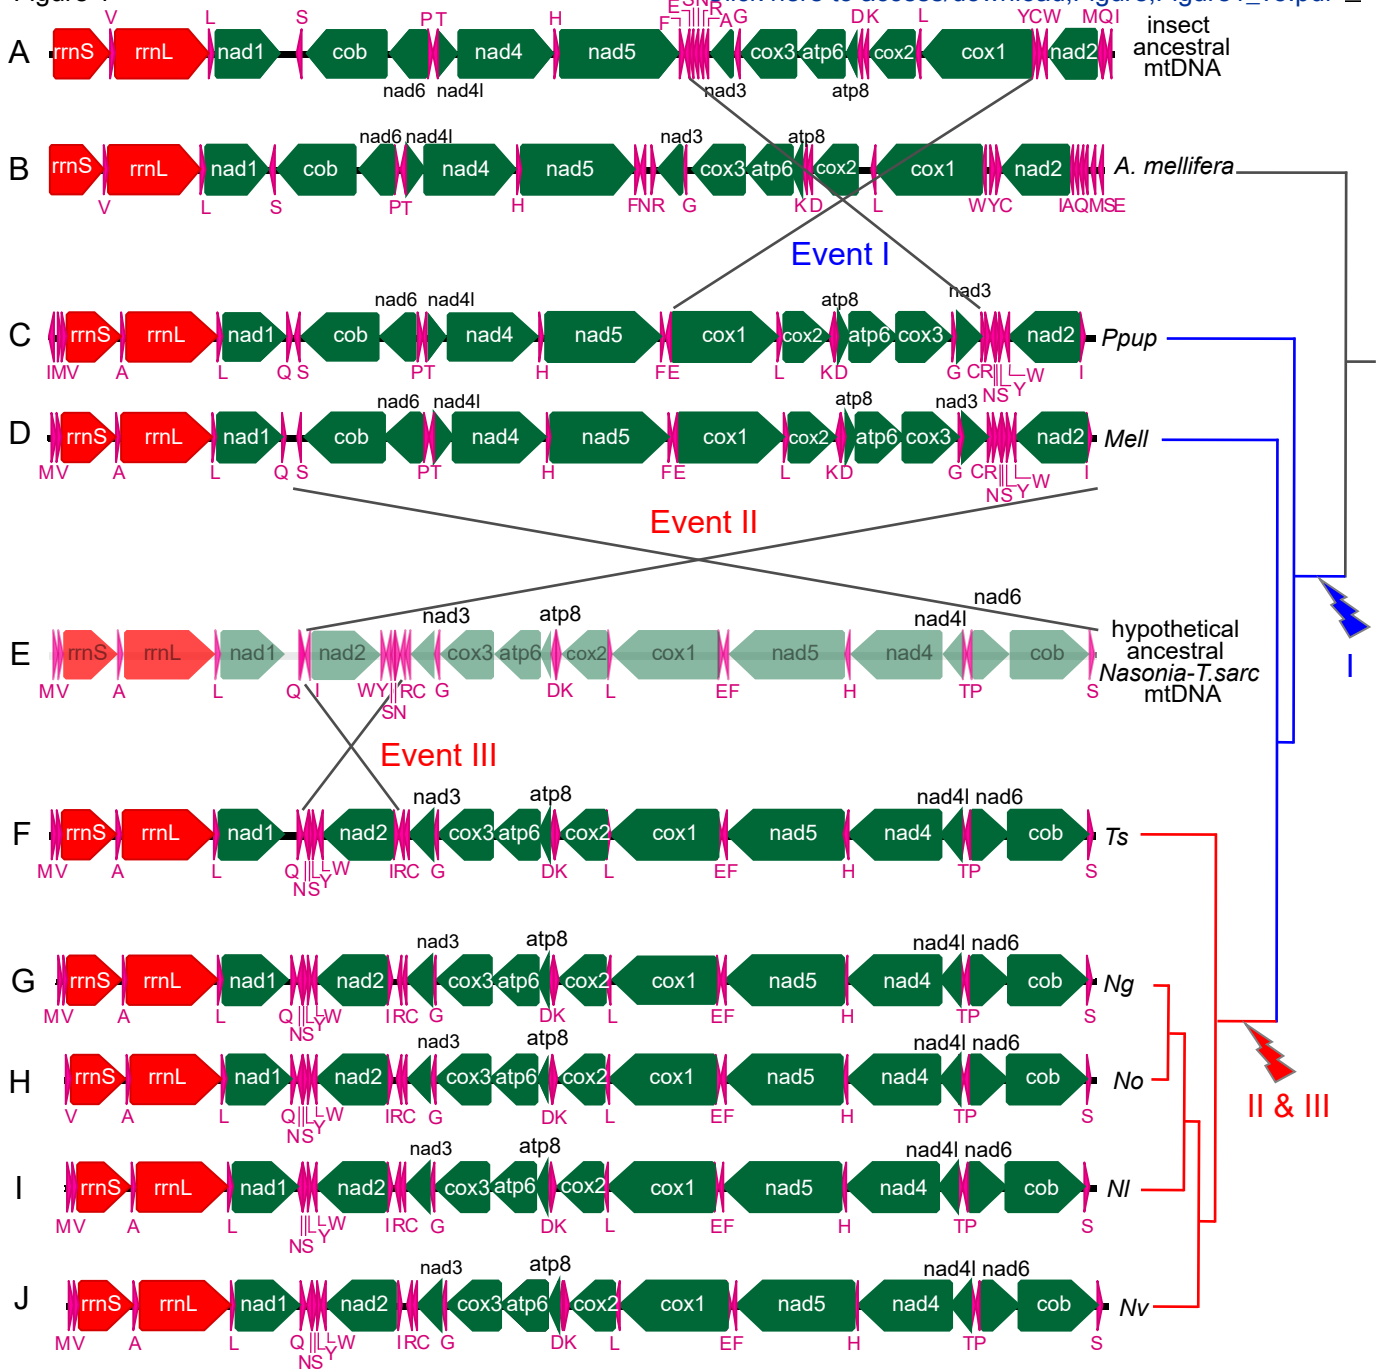 V L S P T H F E S N R A G D K L Y C W M Q I
A rrnS rrnL nad1 cob nad4 nad5 cox3 atp6 cox2 cox1 nad2 insect
ancestral
mtDNA
nad6 nad4l nad3 atp8
nad6 nad4l nad3 atp8
B rrnS rrnL nad1 cob nad4 nad5 cox3 atp6 cox2 cox1 nad2 A. mellifera
V L S PT H FNR G KD L WYC IAQMSE
Event I
nad6 nad4l atp8 nad3
C rrnS rrnL nad1 cob nad4 nad5 cox1 cox2 atp6 cox3 nad2 Ppup
IMV A L Q S PT H FE L KD G CR W I
NS Y
nad6 nad4l atp8 nad3
D rrnS rrnL nad1 cob nad4 nad5 cox1 cox2 atp6 cox3 nad2 Mell
MV A L Q S PT H FE L KD G CR W I
NS Y
Event II
nad3 atp8 nad4l nad6
E rrnS rrnL nad1 nad2 cox3 atp6 cox2 cox1 nad5 nad4 cob hypothetical
ancestral
Nasonia-T.sarc
mtDNA
MV A L Q I WY RC G DK L EF H TP S
SN
I
Event III
nad3 atp8 nad4l nad6
F rrnS rrnL nad1 nad2 cox3 atp6 cox2 cox1 nad5 nad4 cob Ts
MV A L Q W IRC G DK L EF H TP S
NS Y
nad3 atp8 nad4l nad6
G rrnS rrnL nad1 nad2 cox3 atp6 cox2 cox1 nad5 nad4 cob Ng
MV A L Q W IRC G DK L EF H TP S
NS Y
nad3 atp8 nad4l nad6
H rrnS rrnL nad1 nad2 cox3 atp6 cox2 cox1 nad5 nad4 cob No
V A L Q W IRC G DK L EF H TP S
NS Y
II & III
nad3 atp8 nad4l nad6
I rrnS rrnL nad1 nad2 cox3 atp6 cox2 cox1 nad5 nad4 cob Nl
MV A L W IRC G DK L EF H TP S
NS Y
nad3 atp8 nad4l nad6
J rrnS rrnL nad1 nad2 cox3 atp6 cox2 cox1 nad5 nad4 cob Nv
MV A L Q W IRC G DK L EF H TP S
NS Y